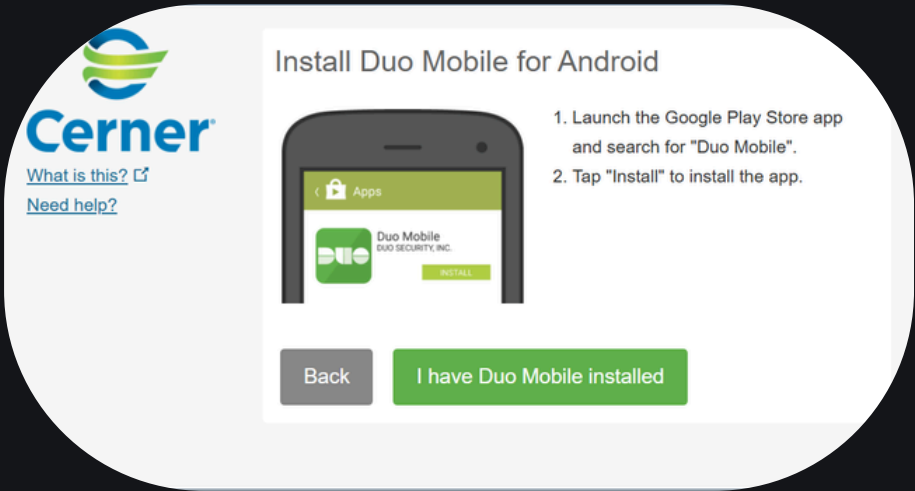 Cerner
What is this?
Need help?
Install Duo Mobile for Android
Apps
DUO
Duo Mobile
DUO SECURITY, INC.
INSTALL
1. Launch the Google Play Store app
and search for "Duo Mobile".
2. Tap "Install" to install the app.
Back
I have Duo Mobile installed